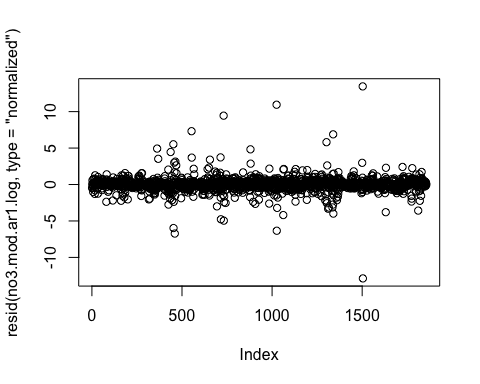 resid(no3.mod.ar1.log, type = "normalized")
10
5
0
-5
-10
0 500 1000 1500
Index